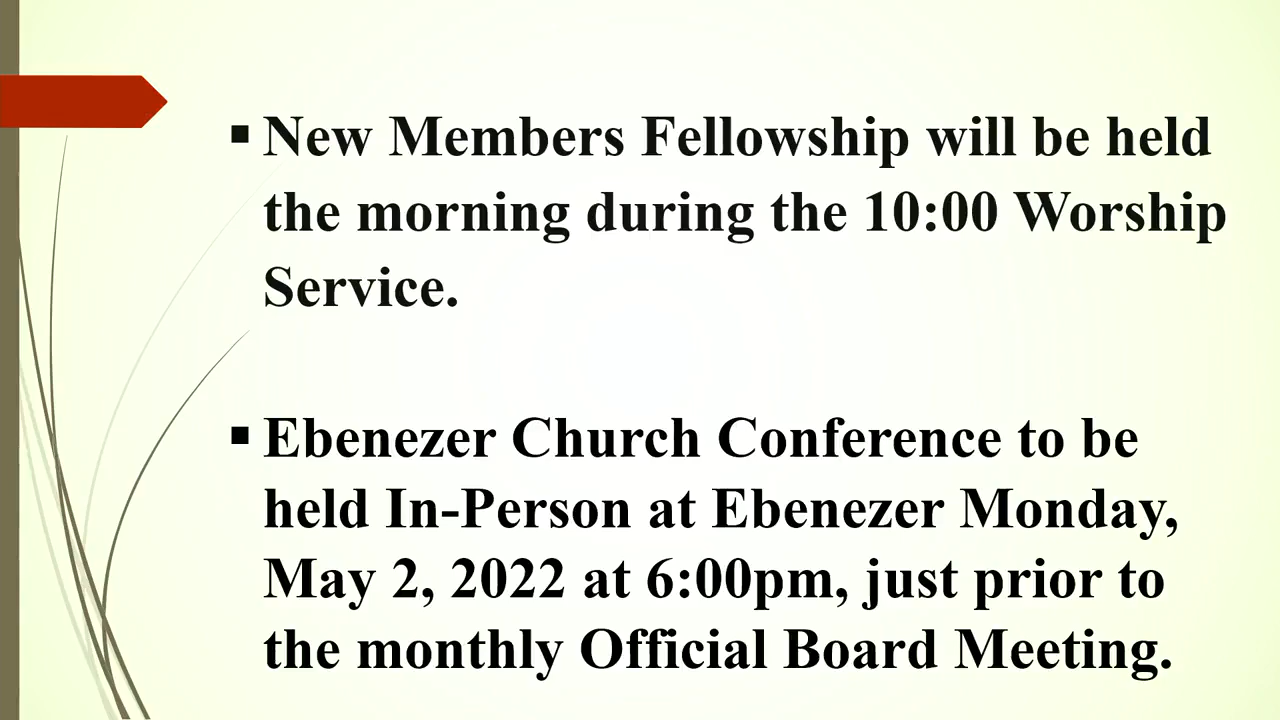 ▪ New Members Fellowship will be held
the morning during the 10:00 Worship
Service.
▪ Ebenezer Church Conference to be
held In-Person at Ebenezer Monday,
May 2, 2022 at 6:00pm, just prior to
the monthly Official Board Meeting.